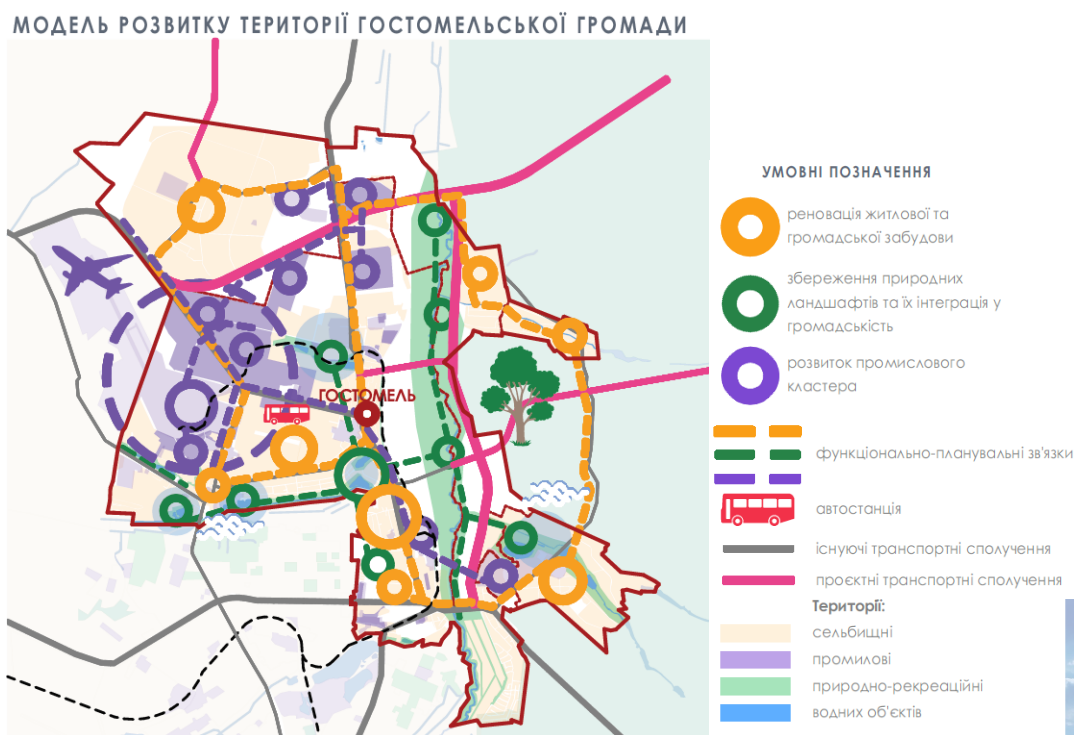 МОДЕЛЬ РОЗВИТКУ ТЕРИТОРІЇ ГОСТОМЕЛЬСЬКОЇ ГРОМАДИ
ГОСТОМЕЛЬ
УМОВНІ ПОЗНАЧЕННЯ
реновація житлової та
громадської забудови
збереження природних
ландшафтів та їх інтеграція у
громадськість
розвиток промислового
кластера
функціонально-планувальні зв'язки
автостанція
існуючі транспортні сполучення
проєктні транспортні сполучення
Території:
сельбищні
промилові
природно-рекреаційні
водних об'єктів